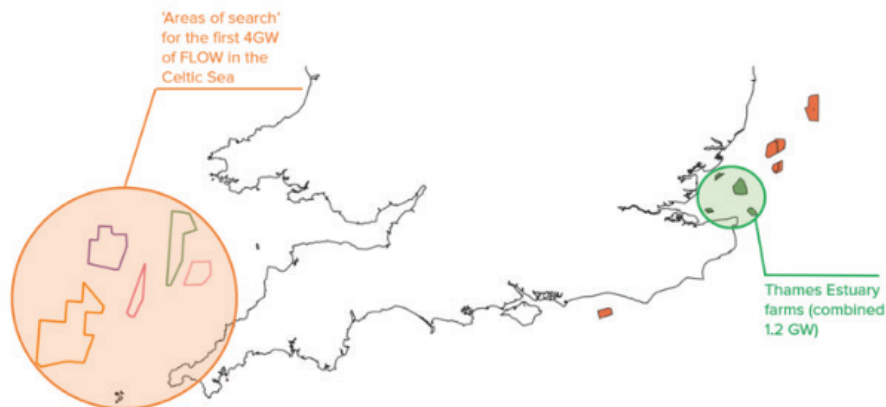 'Areas of search'
for the first 4GW
of FLOW in the
Celtic Sea
Thames Estuary
farms (combined
1.2 GW)